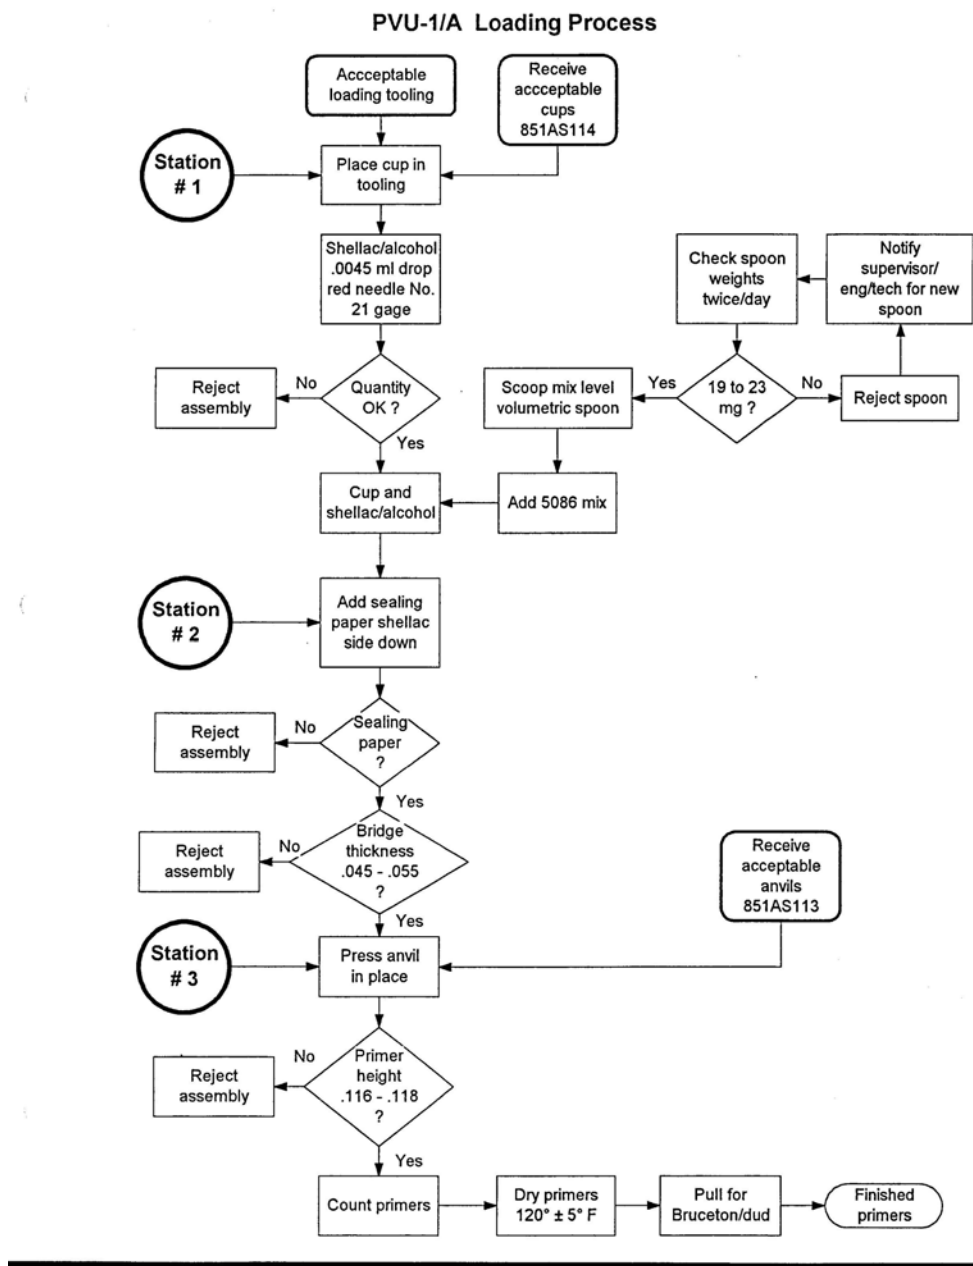 PVU-1/A Loading Process
Accceptable
loading tooling
Receive
accceptable
cups
851AS114
Station
# 1
Place cup in
tooling
Shellac/alcohol
.0045 ml drop
red needle No.
21 gage
Check spoon
weights
twice/day
Notify
supervisor/
eng/tech for new
spoon
Reject
assembly
No
Quantity
OK ?
Yes
Scoop mix level
volumetric spoon
Yes
19 to 23
mg ?
No
Reject spoon
Cup and
shellac/alcohol
Add 5086 mix
Station
# 2
Add sealing
paper shellac
side down
Reject
assembly
No
Sealing
paper
?
Yes
Reject
assembly
No
Bridge
thickness
.045 - .055
?
Yes
Receive
acceptable
anvils
851AS113
Station
# 3
Press anvil
in place
Reject
assembly
No
Primer
height
.116 - .118
?
Yes
Count primers
Dry primers
120° ± 5° F
Pull for
Bruceton/dud
Finished
primers